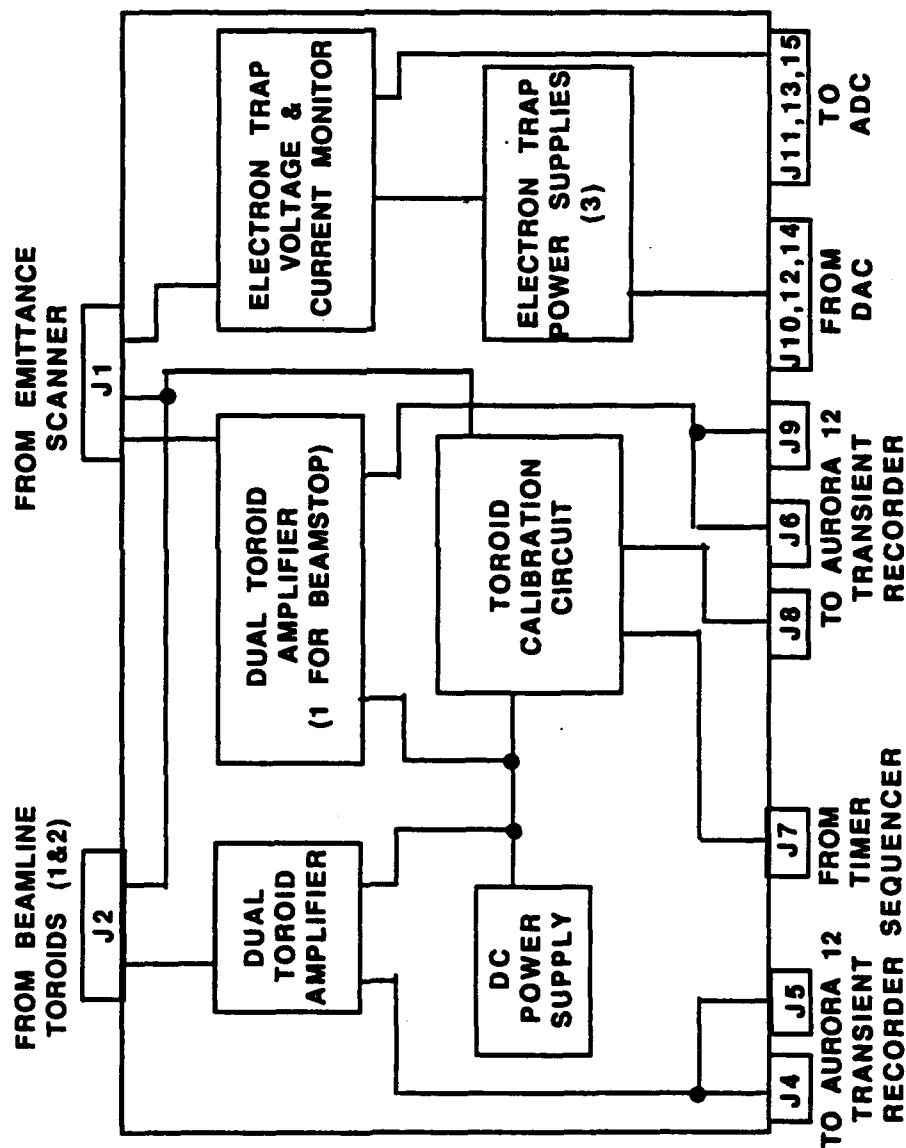 FROM BEAMLINE
TOROIDS (1&2)
FROM EMITTANCE
SCANNER
J2
J1
DUAL
TOROID
AMPLIFIER
DUAL TOROID
AMPLIFIER
(1 FOR BEAMSTOP)
ELECTRON TRAP
VOLTAGE &
CURRENT MONITOR
DC
POWER
SUPPLY
TOROID
CALIBRATION
CIRCUIT
ELECTRON TRAP
POWER SUPPLIES
(3)
J4
J5
J7
J8
J6
J9
J10,12,14
J11,13,15
TO AURORA 12
TRANSIENT
RECORDER
FROM
TIMER
SEQUENCER
TO AURORA 12
TRANSIENT
RECORDER
FROM
DAC
TO
ADC